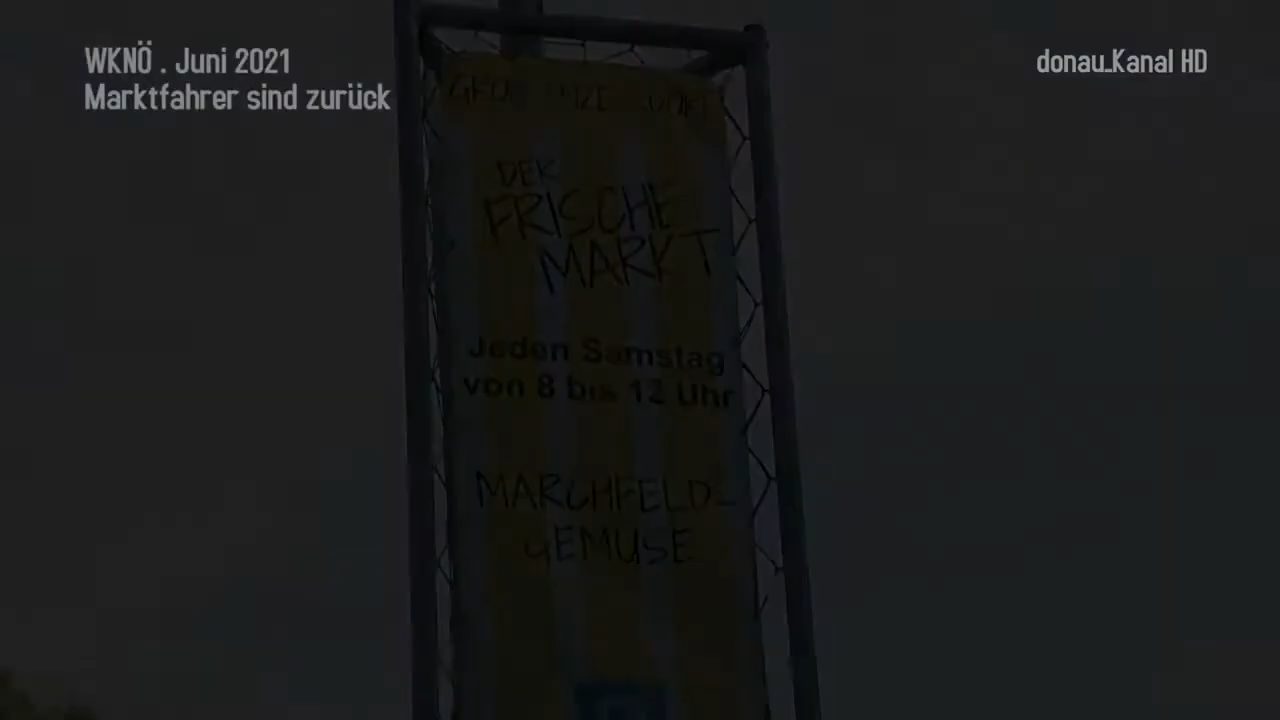 WKNÖ . Juni 2021
Marktfahrer sind zurück
donau_Kanal HD
DER
FRISCHE
MARKT
Jeden Samstag
von 8 bis 12 Uhr
MARCHFELD-
GEMÜSE